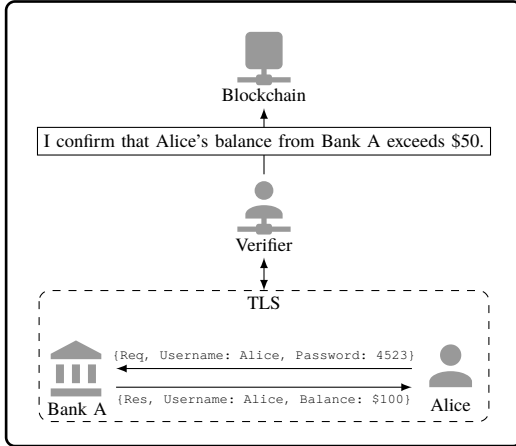 Blockchain
I confirm that Alice's balance from Bank A exceeds $50.
Verifier
TLS
{Req, Username: Alice, Password: 4523}
{Res, Username: Alice, Balance: $100}
Bank A
Alice